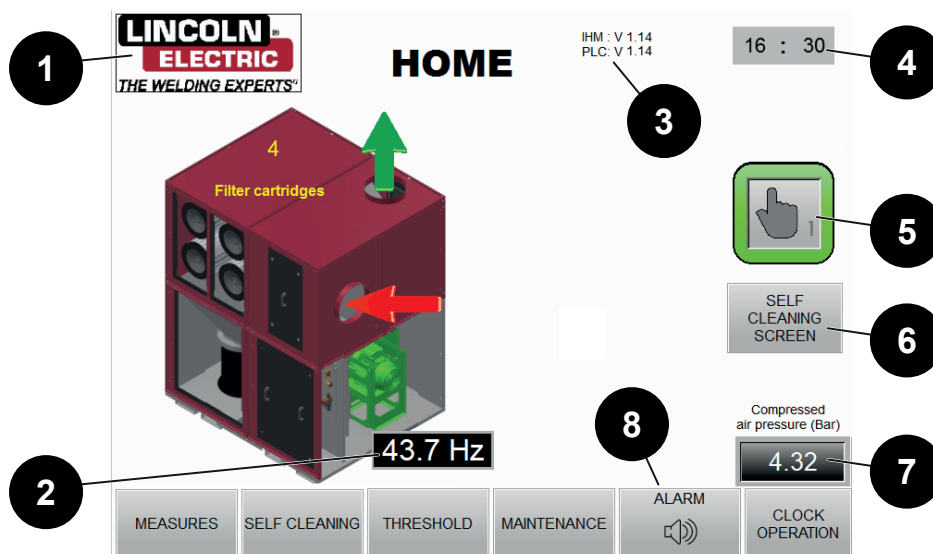 LINCOLN ®
ELECTRIC
THE WELDING EXPERTS"
1
HOME
IHM : V 1.14
PLC: V 1.14
3
16 : 30
4
4
Filter cartridges
1
5
SELF
CLEANING
SCREEN
6
Compressed
air pressure (Bar)
4.32
7
8
43.7 Hz
2
MEASURES
SELF CLEANING
THRESHOLD
MAINTENANCE
ALARM
CLOCK
OPERATION